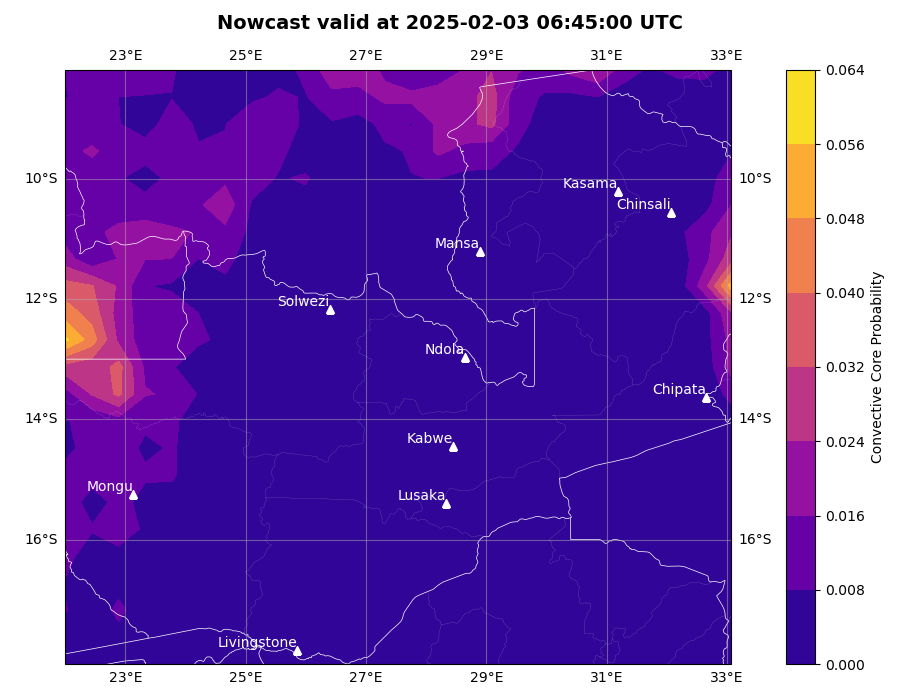 Nowcast valid at 2025-02-03 06:45:00 UTC
23°E 25°E 27°E 29°E 31°E 33°E
0.064
0.056
10°S 10°S
Kasama
Chinsali
0.048
Mansa
0.040
12°S 12°S
Solwezi
Ndola
0.032
Chipata
14°S 14°S
Kabwe
0.024
Mongu
Lusaka
0.016
16°S 16°S
0.008
Livingstone
0.000
23°E 25°E 27°E 29°E 31°E 33°E
Convective Core Probability